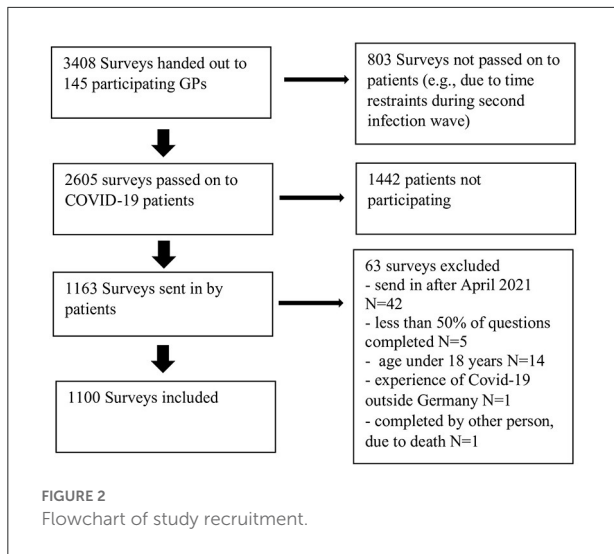 3408 Surveys handed out to
145 participating GPs
803 Surveys not passed on to
patients (e.g., due to time
restraints during second
infection wave)
2605 surveys passed on to
COVID-19 patients
1442 patients not
participating
1163 Surveys sent in by
patients
63 surveys excluded
- send in after April 2021
N=42
- less than 50% of questions
completed N=5
- age under 18 years N=14
- experience of Covid-19
outside Germany N=1
- completed by other person,
due to death N=1
1100 Surveys included
FIGURE 2
Flowchart of study recruitment.